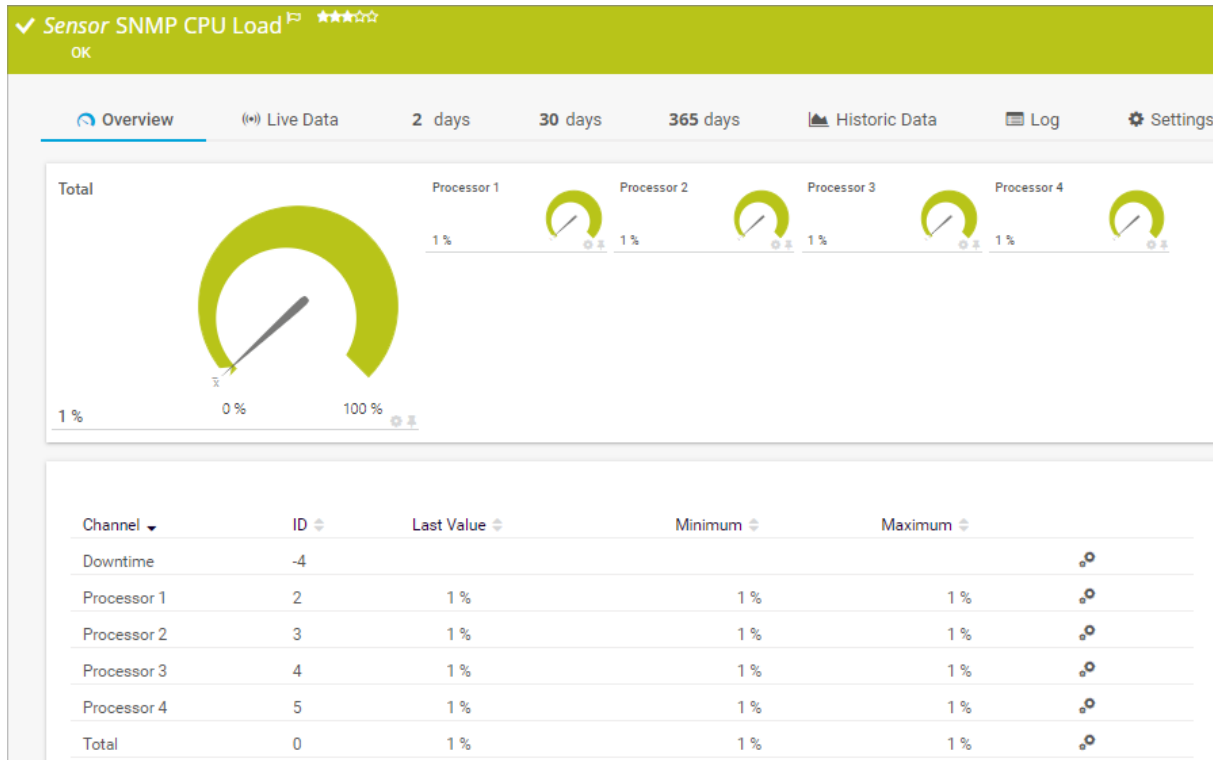 Sensor SNMP CPU Load
OK
Overview Live Data 2 days 30 days 365 days Historic Data Log Settings
Total
Processor 1
1 %
Processor 2
1 %
Processor 3
1 %
Processor 4
1 %
x̄
0 % 100 %
1 %
Channel ID Last Value Minimum Maximum
Downtime -4
Processor 1 2 1 % 1 % 1 %
Processor 2 3 1 % 1 % 1 %
Processor 3 4 1 % 1 % 1 %
Processor 4 5 1 % 1 % 1 %
Total 0 1 % 1 % 1 %